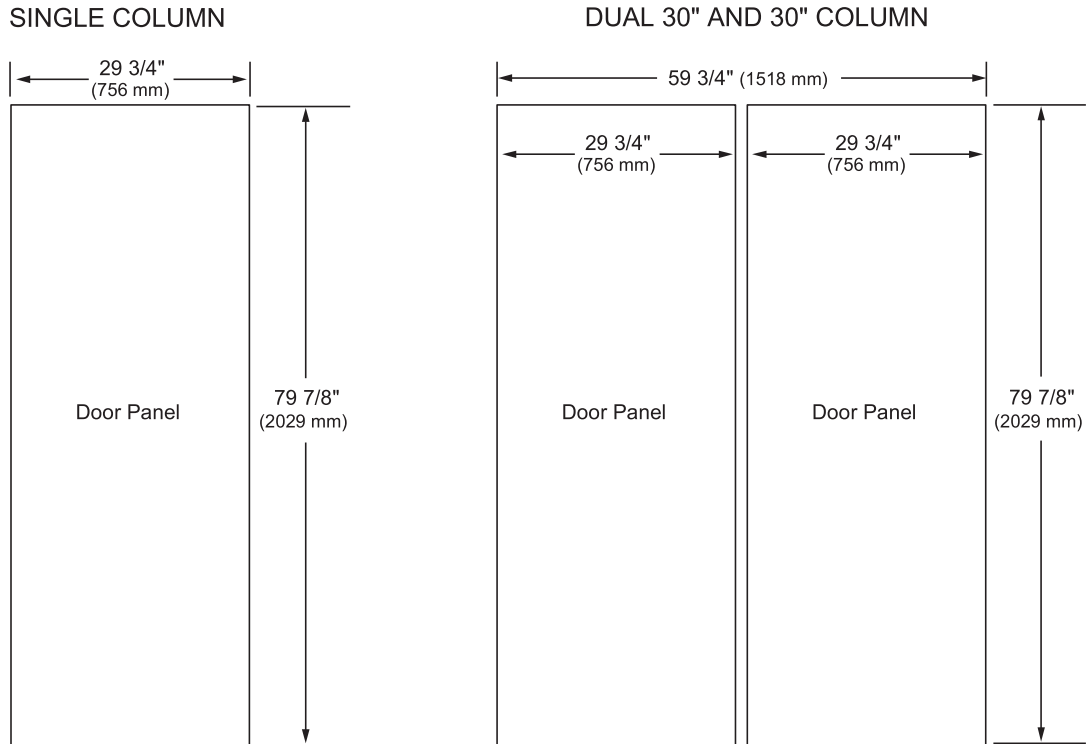 SINGLE COLUMN
29 3/4"
(756 mm)
79 7/8"
(2029 mm)
Door Panel
DUAL 30" AND 30" COLUMN
59 3/4" (1518 mm)
29 3/4"
(756 mm)
29 3/4"
(756 mm)
Door Panel
Door Panel
79 7/8"
(2029 mm)